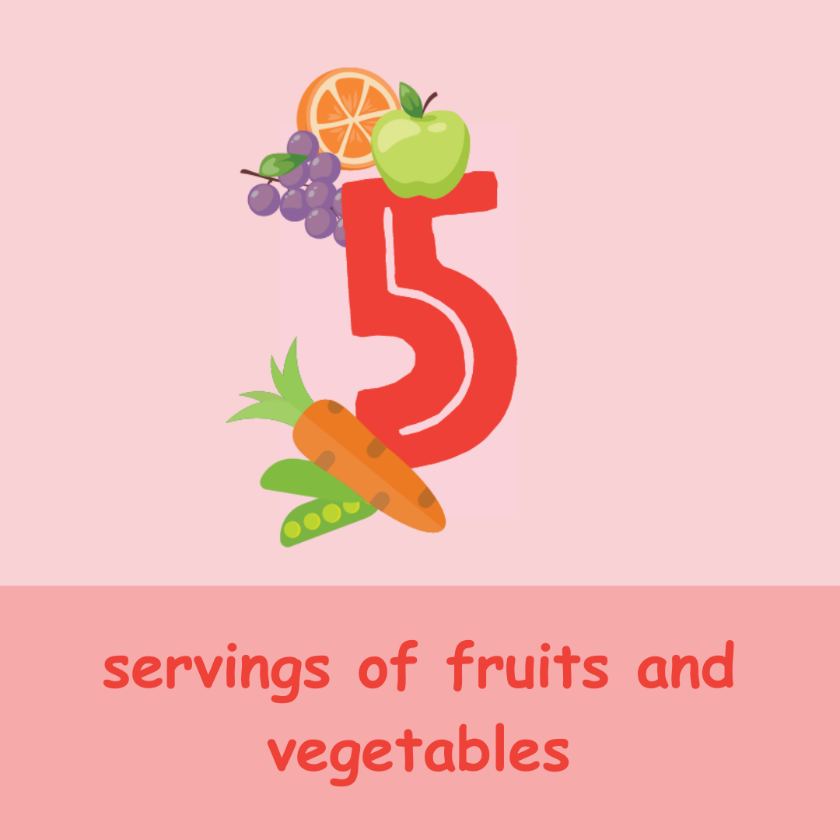 5
servings of fruits and
vegetables